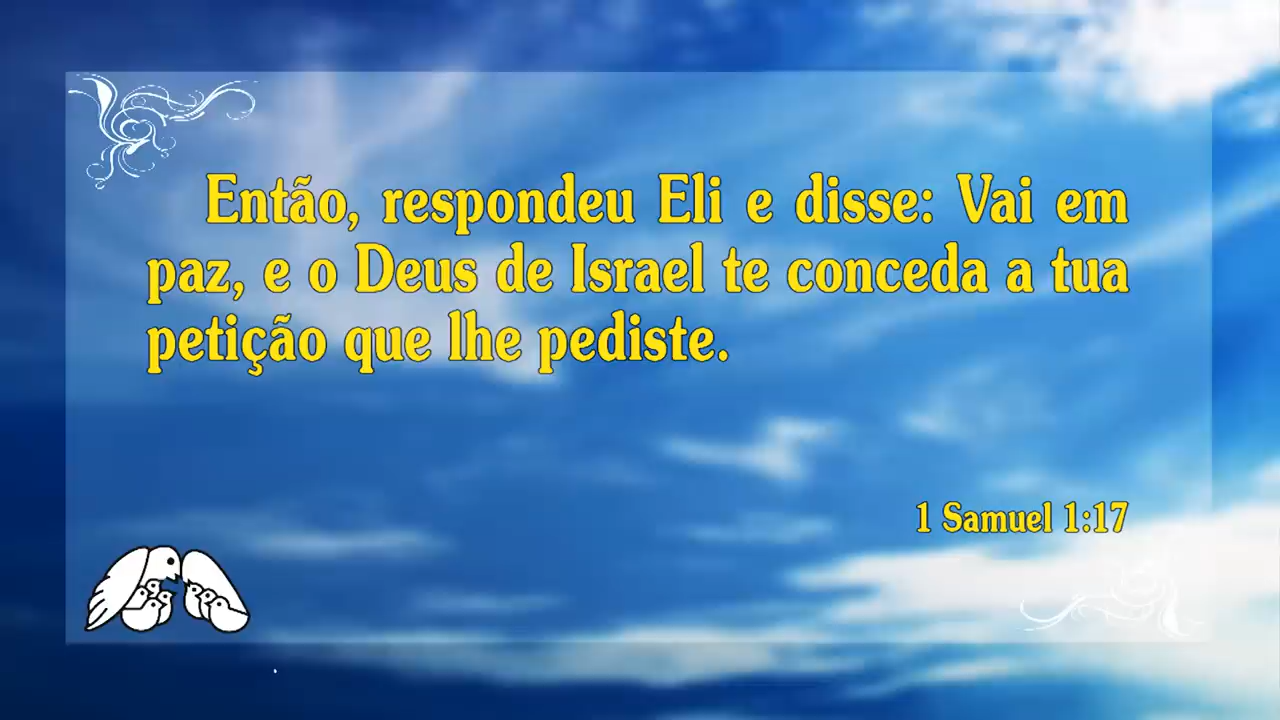 Então, respondeu Eli e disse: Vai em
paz, e o Deus de Israel te conceda a tua
petição que lhe pediste.
1 Samuel 1:17